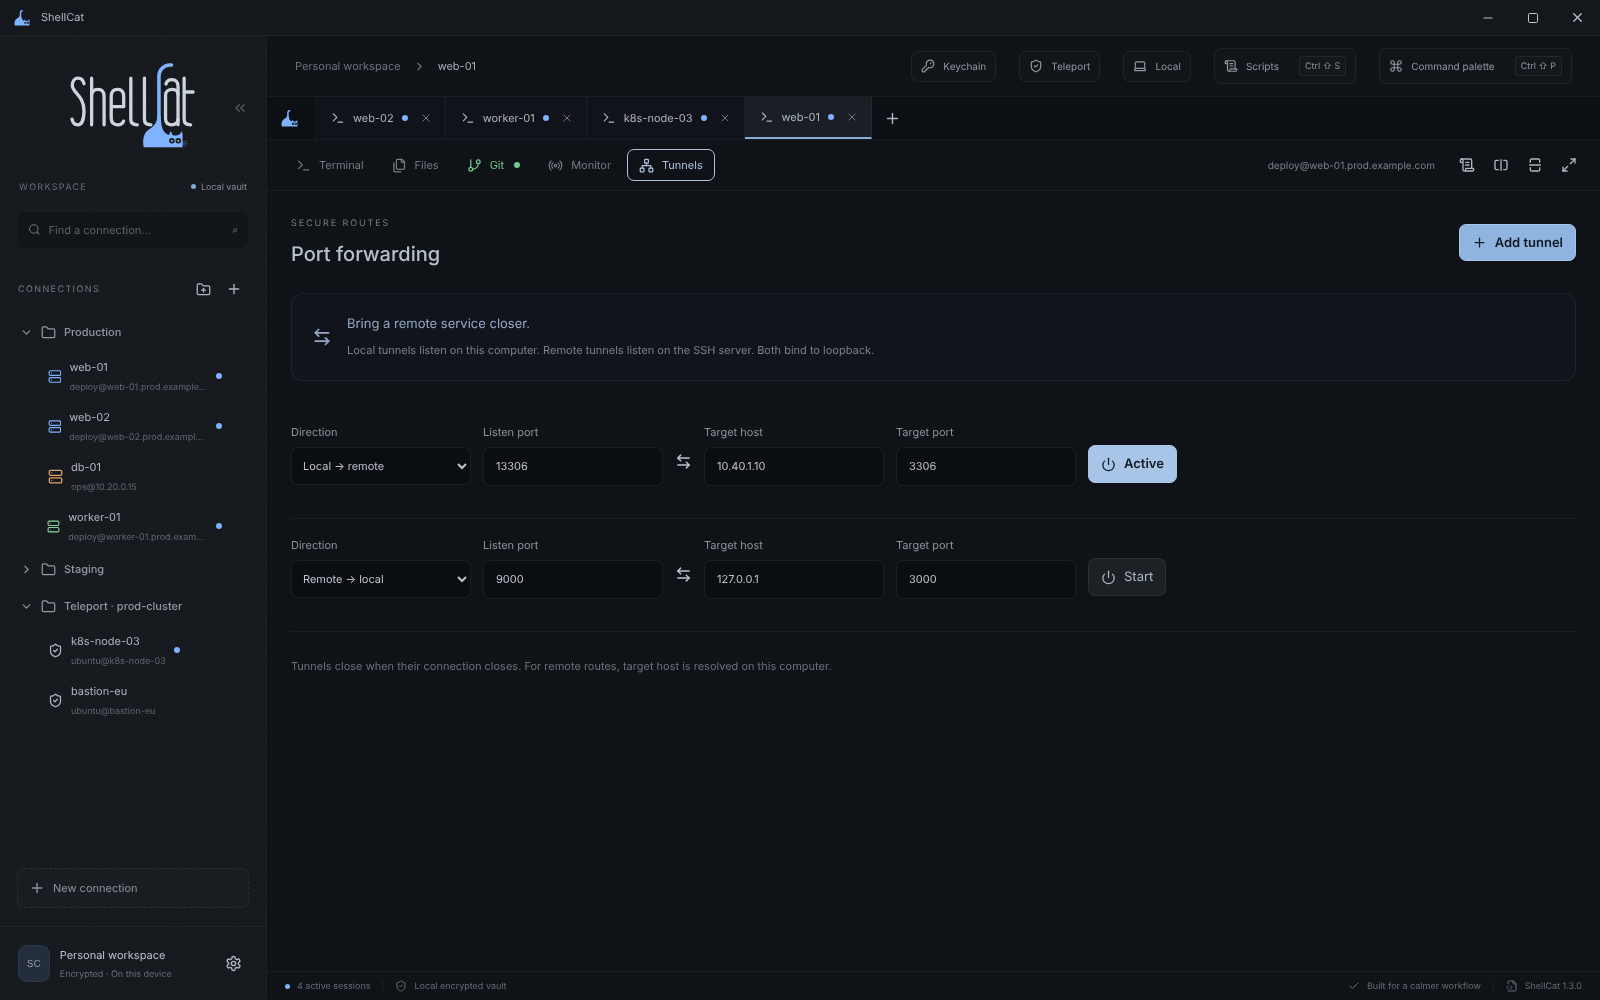 ShellCat
ShellCat
WORKSPACE
Local vault
Find a connection...
CONNECTIONS
Production
web-01
deploy@web-01.prod.example...
web-02
deploy@web-02.prod.exampl...
db-01
ops@10.20.0.15
worker-01
deploy@worker-01.prod.exam...
Staging
Teleport · prod-cluster
k8s-node-03
ubuntu@k8s-node-03
bastion-eu
ubuntu@bastion-eu
New connection
SC
Personal workspace
Encrypted · On this device
Personal workspace > web-01
Keychain
Teleport
Local
Scripts Ctrl ⇧ S
Command palette Ctrl ⇧ P
web-02
worker-01
k8s-node-03
web-01
Terminal
Files
Git
Monitor
Tunnels
deploy@web-01.prod.example.com
SECURE ROUTES
Port forwarding
Add tunnel
Bring a remote service closer.
Local tunnels listen on this computer. Remote tunnels listen on the SSH server. Both bind to loopback.
Direction Listen port Target host Target port
Local → remote 13306 10.40.1.10 3306 Active
Direction Listen port Target host Target port
Remote → local 9000 127.0.0.1 3000 Start
Tunnels close when their connection closes. For remote routes, target host is resolved on this computer.
4 active sessions
Local encrypted vault
Built for a calmer workflow
ShellCat 1.3.0